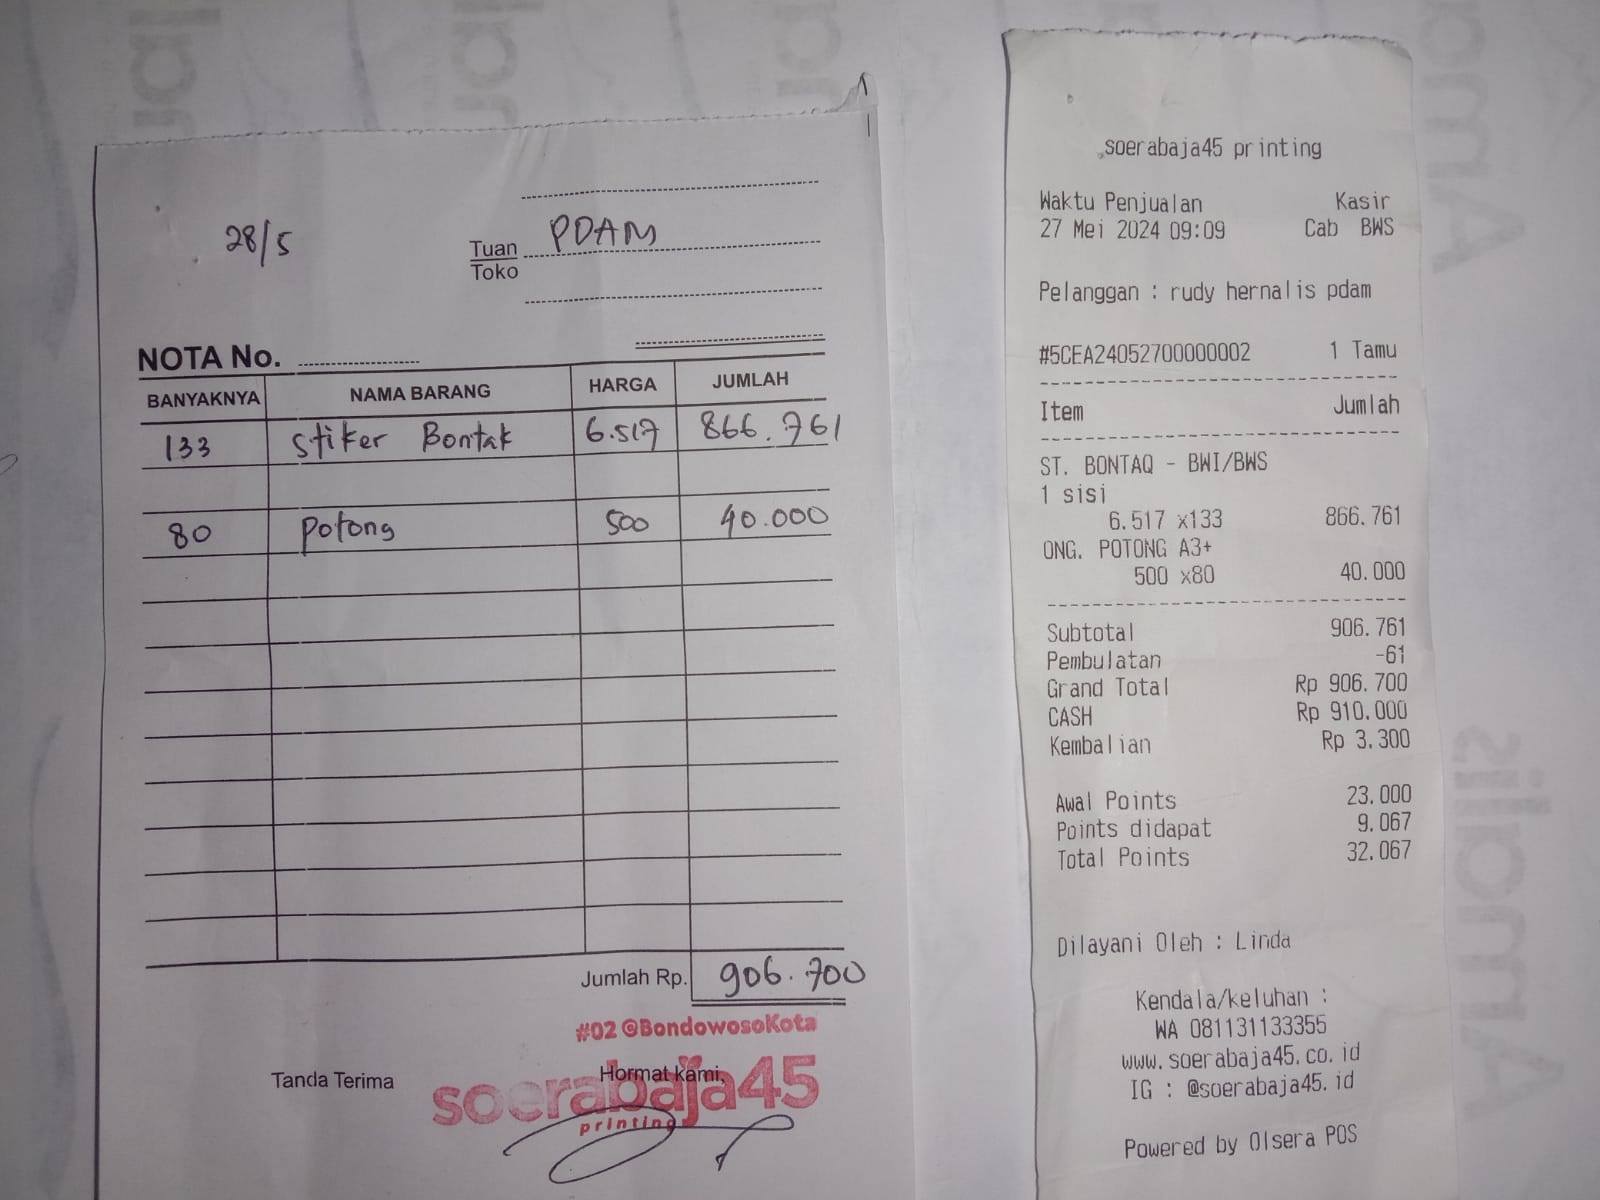 28/5
PDAM
Tuan
Toko
NOTA No.
BANYAKNYA NAMA BARANG HARGA JUMLAH
133 Stiker Bontak 6.517 866.761
80 Potong 500 40.000
Jumlah Rp. 906.700
#02 @BondowosoKota
Tanda Terima Hormat kami,
soerabaja45
printing
soerabaja45 printing
Waktu Penjualan Kasir
27 Mei 2024 09:09 Cab BWS
Pelanggan : rudy hernalis pdam
#5CEA24052700000002 1 Tamu
Item Jumlah
ST. BONTAQ - BWI/BWS
1 sisi
6.517 x133 866.761
ONG. POTONG A3+
500 x80 40.000
Subtotal 906.761
Pembulatan -61
Grand Total Rp 906.700
CASH Rp 910.000
Kembalian Rp 3.300
Awal Points 23.000
Points didapat 9.067
Total Points 32.067
Dilayani Oleh : Linda
Kendala/keluhan :
WA 081131133355
www.soerabaja45.co.id
IG : @soerabaja45.id
Powered by Olsera POS